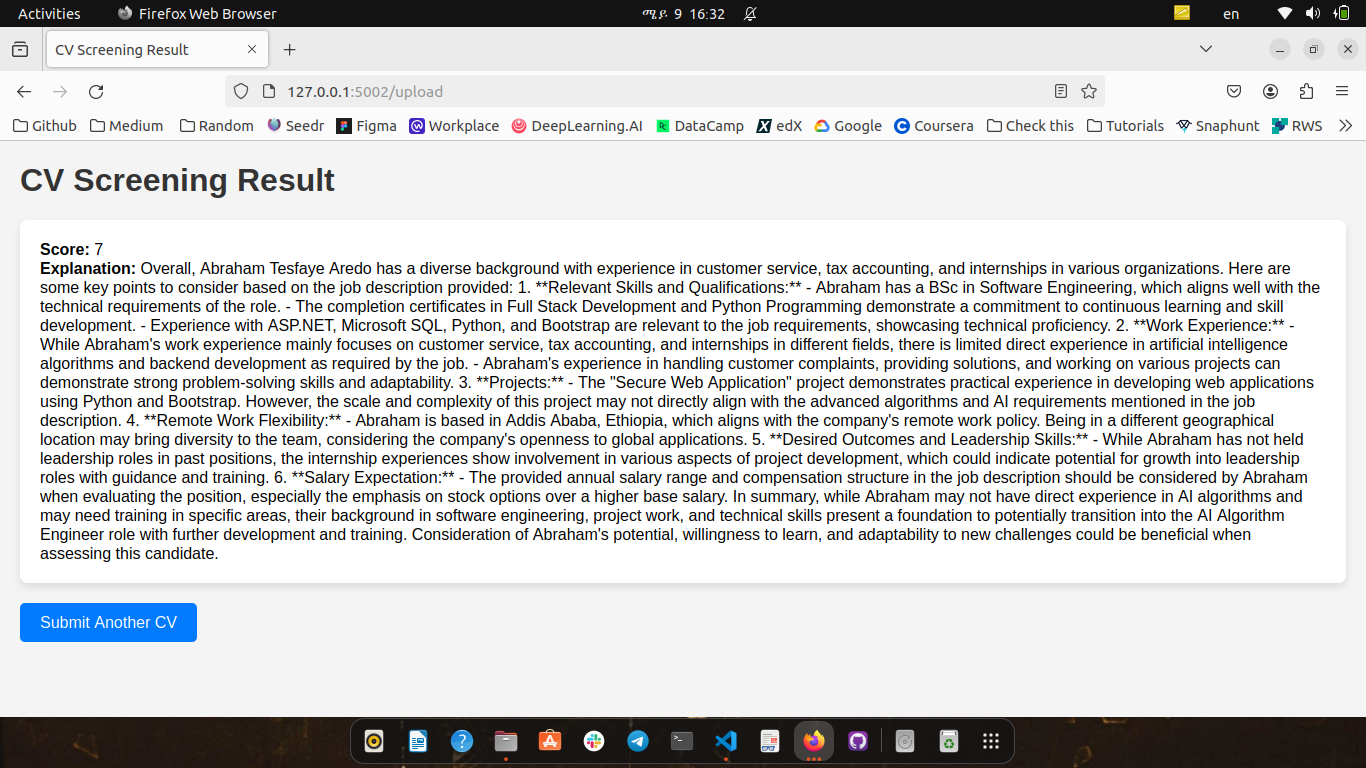 Activities Firefox Web Browser ሜይ 9 16:32 en
CV Screening Result
127.0.0.1:5002/upload
Github Medium Random Seedr Figma Workplace DeepLearning.AI DataCamp edX Google Coursera Check this Tutorials Snaphunt RWS
CV Screening Result
Score: 7
Explanation: Overall, Abraham Tesfaye Aredo has a diverse background with experience in customer service, tax accounting, and internships in various organizations. Here are
some key points to consider based on the job description provided: 1. **Relevant Skills and Qualifications:** - Abraham has a BSc in Software Engineering, which aligns well with the
technical requirements of the role. - The completion certificates in Full Stack Development and Python Programming demonstrate a commitment to continuous learning and skill
development. - Experience with ASP.NET, Microsoft SQL, Python, and Bootstrap are relevant to the job requirements, showcasing technical proficiency. 2. **Work Experience:** -
While Abraham's work experience mainly focuses on customer service, tax accounting, and internships in different fields, there is limited direct experience in artificial intelligence
algorithms and backend development as required by the job. - Abraham's experience in handling customer complaints, providing solutions, and working on various projects can
demonstrate strong problem-solving skills and adaptability. 3. **Projects:** - The "Secure Web Application" project demonstrates practical experience in developing web applications
using Python and Bootstrap. However, the scale and complexity of this project may not directly align with the advanced algorithms and AI requirements mentioned in the job
description. 4. **Remote Work Flexibility:** - Abraham is based in Addis Ababa, Ethiopia, which aligns with the company's remote work policy. Being in a different geographical
location may bring diversity to the team, considering the company's openness to global applications. 5. **Desired Outcomes and Leadership Skills:** - While Abraham has not held
leadership roles in past positions, the internship experiences show involvement in various aspects of project development, which could indicate potential for growth into leadership
roles with guidance and training. 6. **Salary Expectation:** - The provided annual salary range and compensation structure in the job description should be considered by Abraham
when evaluating the position, especially the emphasis on stock options over a higher base salary. In summary, while Abraham may not have direct experience in AI algorithms and
may need training in specific areas, their background in software engineering, project work, and technical skills present a foundation to potentially transition into the AI Algorithm
Engineer role with further development and training. Consideration of Abraham's potential, willingness to learn, and adaptability to new challenges could be beneficial when
assessing this candidate.
Submit Another CV